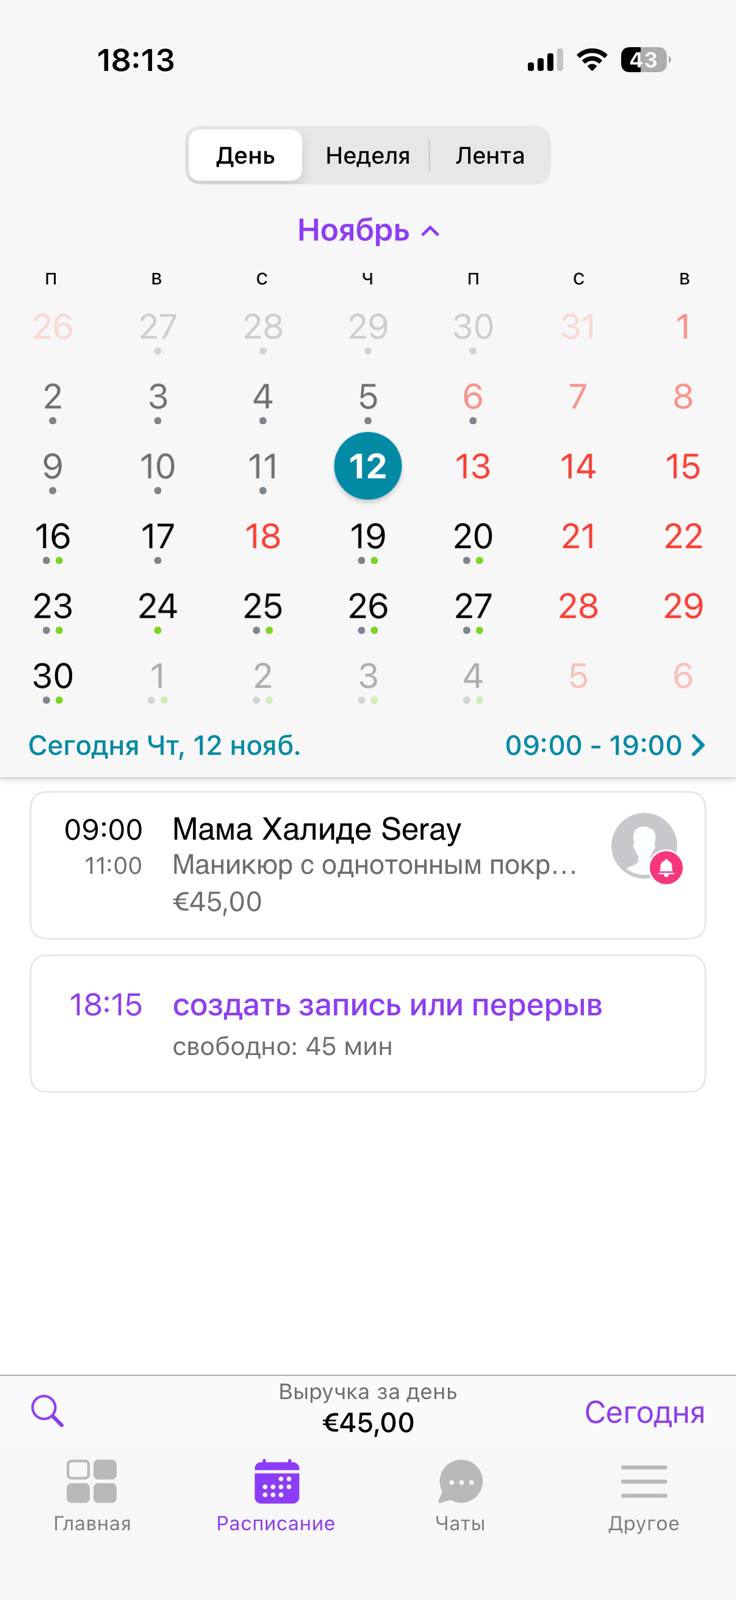 18:13
43
День Неделя Лента
Ноябрь
п в с ч п с в
26 27 28 29 30 31 1
2 3 4 5 6 7 8
9 10 11 12 13 14 15
16 17 18 19 20 21 22
23 24 25 26 27 28 29
30 1 2 3 4 5 6
Сегодня Чт, 12 нояб. 09:00 - 19:00
09:00 Мама Халиде Seray
11:00 Маникюр с однотонным покр...
€45,00
18:15 создать запись или перерыв
свободно: 45 мин
Выручка за день
€45,00
Сегодня
Главная Расписание Чаты Другое